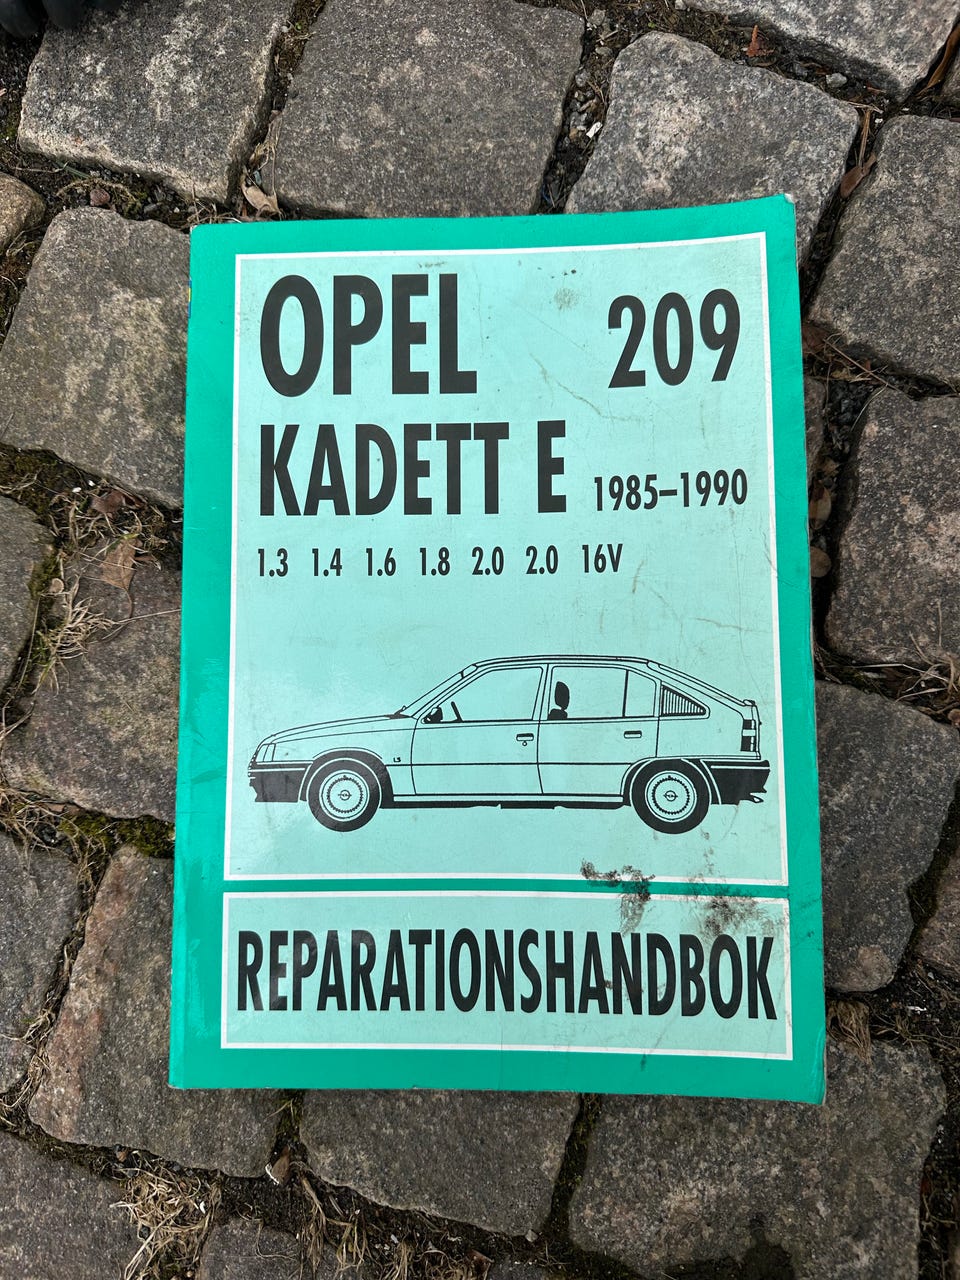 OPEL 209
KADETT E 1985–1990
1.3 1.4 1.6 1.8 2.0 2.0 16V
LS
REPARATIONSHANDBOK